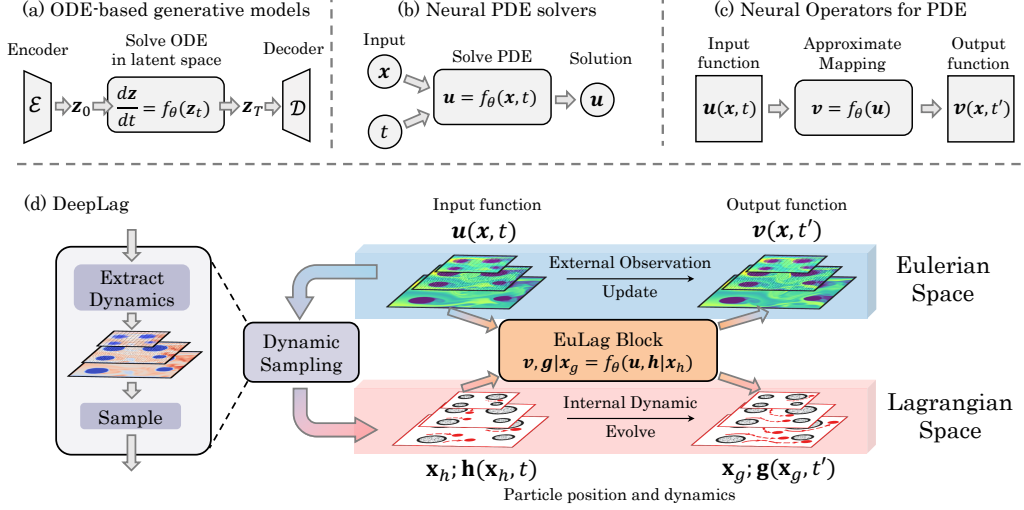 (a) ODE-based generative models
Encoder
Solve ODE
in latent space
Decoder
ℰ
𝐳₀
d𝐳/dt = f_θ(𝐳_t)
𝐳_T
𝒟
(b) Neural PDE solvers
Input
Solve PDE
Solution
𝒙
t
𝒖 = f_θ(𝒙, t)
𝒖
(c) Neural Operators for PDE
Input
function
Approximate
Mapping
Output
function
𝒖(𝒙, t)
𝒗 = f_θ(𝒖)
𝒗(𝒙, t′)
(d) DeepLag
Extract
Dynamics
Sample
Dynamic
Sampling
Input function
𝒖(𝒙, t)
Output function
𝒗(𝒙, t′)
External Observation
Update
Eulerian
Space
EuLag Block
𝒗, 𝒈|𝐱_g = f_θ(𝒖, 𝒉|𝐱_h)
Internal Dynamic
Evolve
Lagrangian
Space
𝐱_h; 𝐡(𝐱_h, t)
𝐱_g; 𝐠(𝐱_g, t′)
Particle position and dynamics